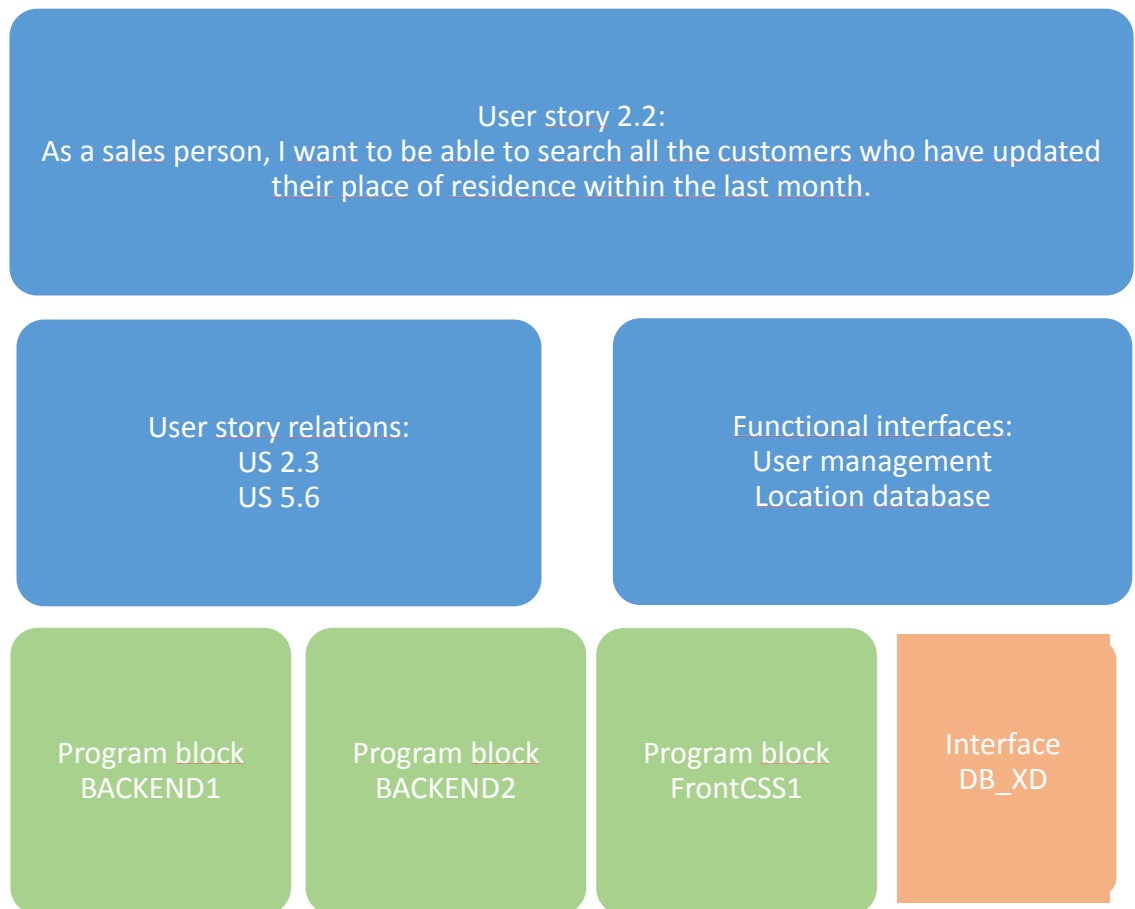 User story 2.2:
As a sales person, I want to be able to search all the customers who have updated
their place of residence within the last month.
User story relations:
US 2.3
US 5.6
Functional interfaces:
User management
Location database
Program block
BACKEND1
Program block
BACKEND2
Program block
FrontCSS1
Interface
DB_XD